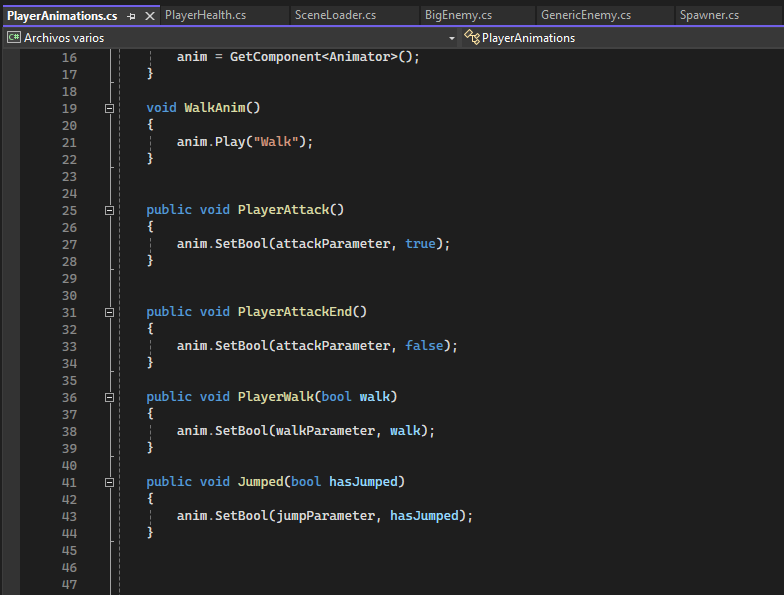 PlayerAnimations.cs PlayerHealth.cs SceneLoader.cs BigEnemy.cs GenericEnemy.cs Spawner.cs
C# Archivos varios PlayerAnimations
16 anim = GetComponent<Animator>();
17 }
18
19 void WalkAnim()
20 {
21 anim.Play("Walk");
22 }
23
24
25 public void PlayerAttack()
26 {
27 anim.SetBool(attackParameter, true);
28 }
29
30
31 public void PlayerAttackEnd()
32 {
33 anim.SetBool(attackParameter, false);
34 }
35
36 public void PlayerWalk(bool walk)
37 {
38 anim.SetBool(walkParameter, walk);
39 }
40
41 public void Jumped(bool hasJumped)
42 {
43 anim.SetBool(jumpParameter, hasJumped);
44 }
45
46
47